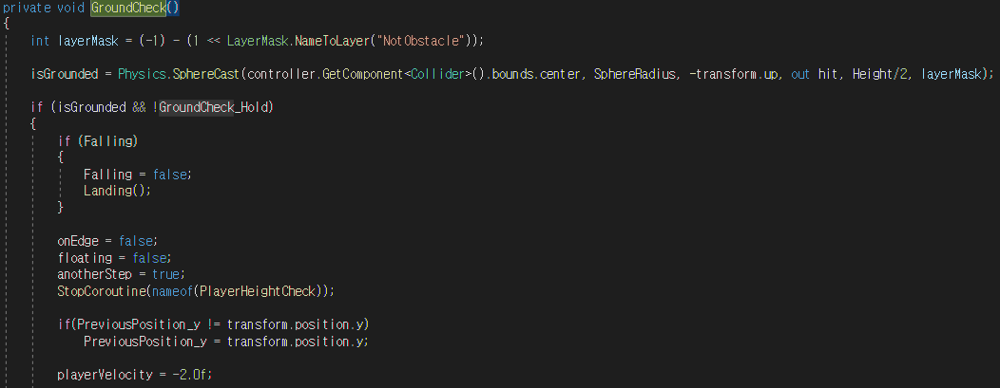 private void GroundCheck()
{
int layerMask = (-1) - (1 << LayerMask.NameToLayer("NotObstacle"));
isGrounded = Physics.SphereCast(controller.GetComponent<Collider>().bounds.center, SphereRadius, -transform.up, out hit, Height/2, layerMask);
if (isGrounded && !GroundCheck_Hold)
{
if (Falling)
{
Falling = false;
Landing();
}
onEdge = false;
floating = false;
anotherStep = true;
StopCoroutine(nameof(PlayerHeightCheck));
if(PreviousPosition_y != transform.position.y)
PreviousPosition_y = transform.position.y;
playerVelocity = -2.0f;